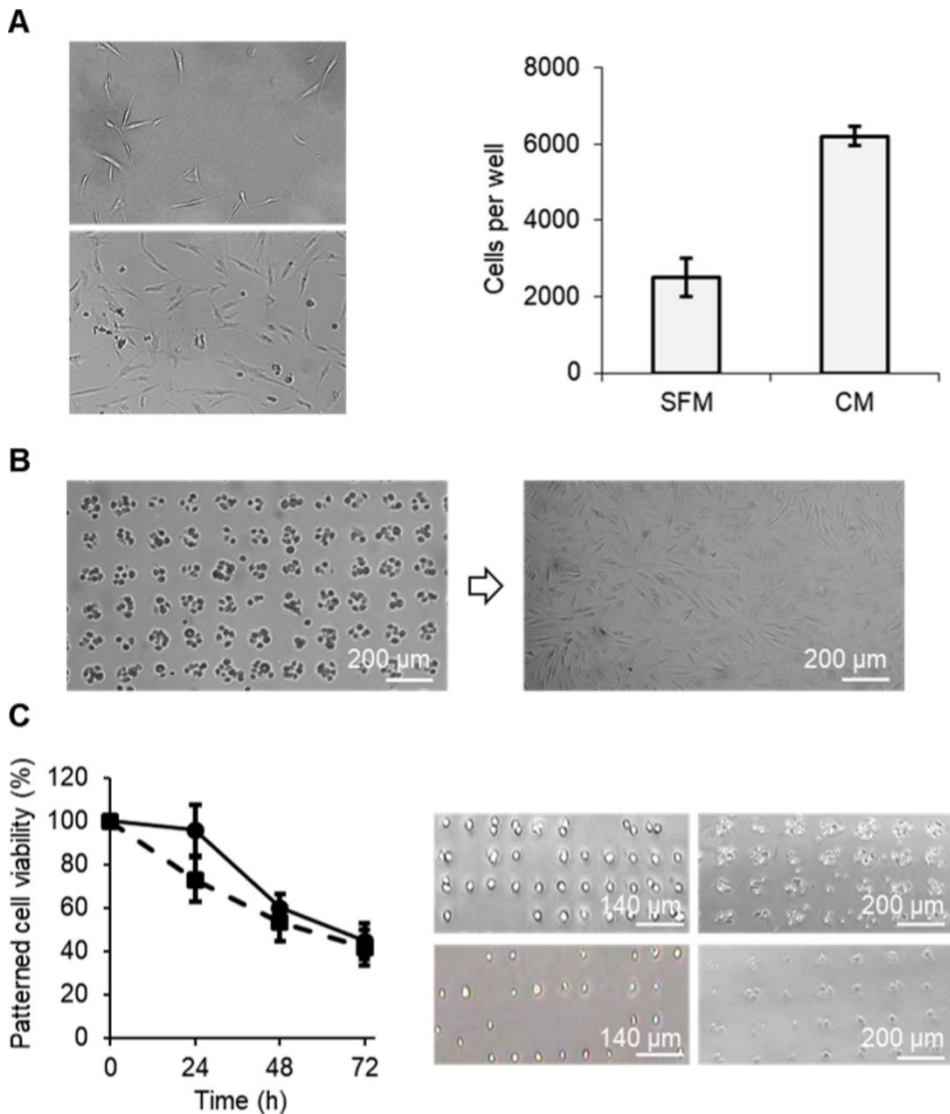 A
8000
6000
4000
2000
0
Cells per well
SFM CM
B
200 µm
200 µm
C
120
100
80
60
40
20
0
Patterned cell viability (%)
0 24 48 72
Time (h)
140 µm
200 µm
140 µm
200 µm